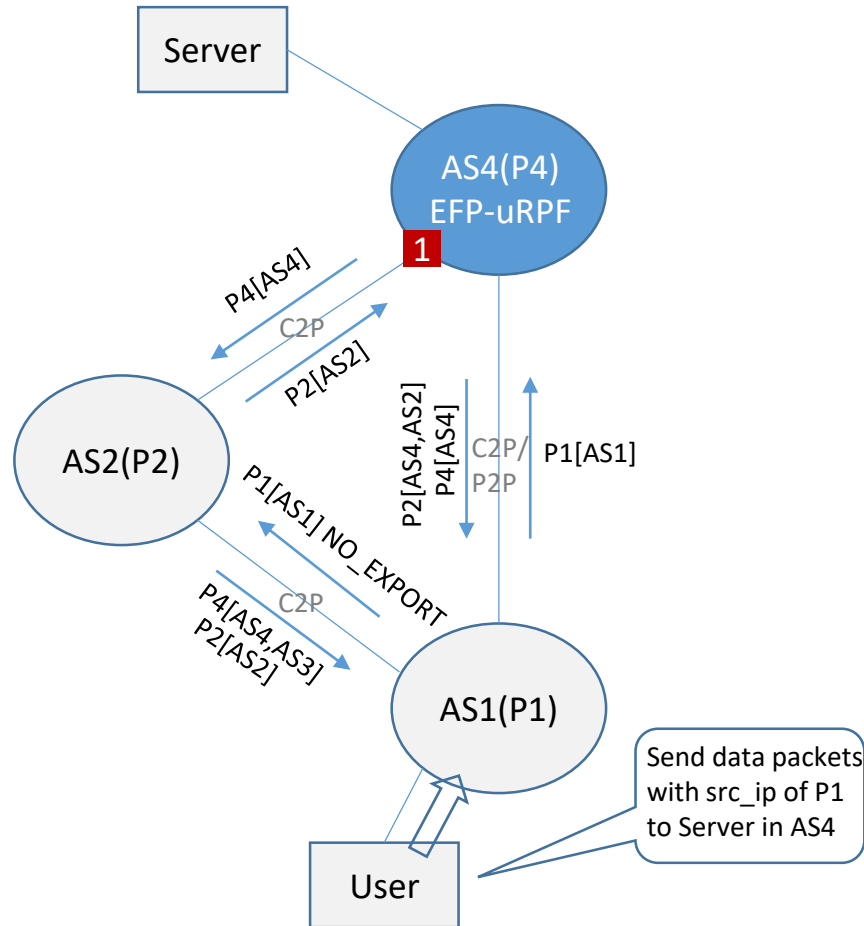 Server
AS4(P4)
EFP-uRPF
1
P4[AS4]
C2P
P2[AS2]
AS2(P2)
P2[AS4,AS2]
P4[AS4]
C2P/
P2P
P1[AS1]
P1[AS1] NO_EXPORT
C2P
P4[AS4,AS3]
P2[AS2]
AS1(P1)
Send data packets
with src_ip of P1
to Server in AS4
User